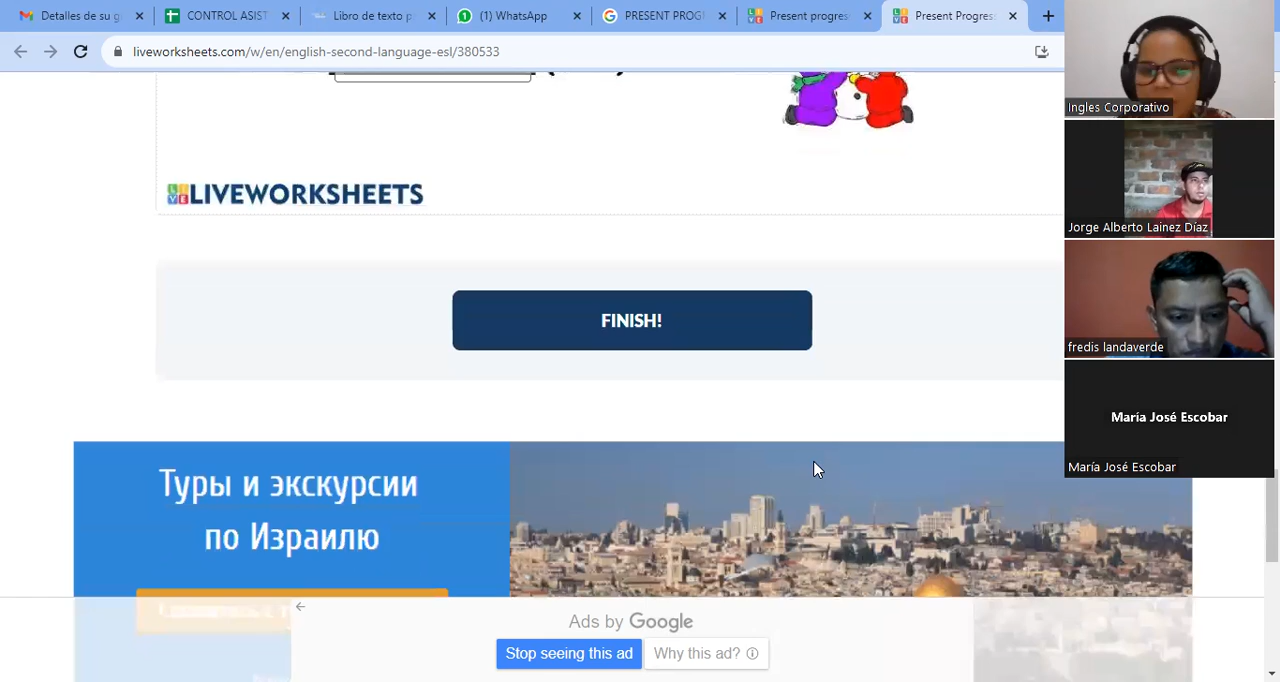 Detalles de su g
CONTROL ASIST
Libro de texto p
(1) WhatsApp
PRESENT PROG
Present progres
Present Progres
liveworksheets.com/w/en/english-second-language-esl/380533
LIVEWORKSHEETS
FINISH!
Туры и экскурсии
по Израилю
Ads by Google
Stop seeing this ad
Why this ad?
Ingles Corporativo
Jorge Alberto Lainez Díaz
fredis landaverde
María José Escobar
María José Escobar